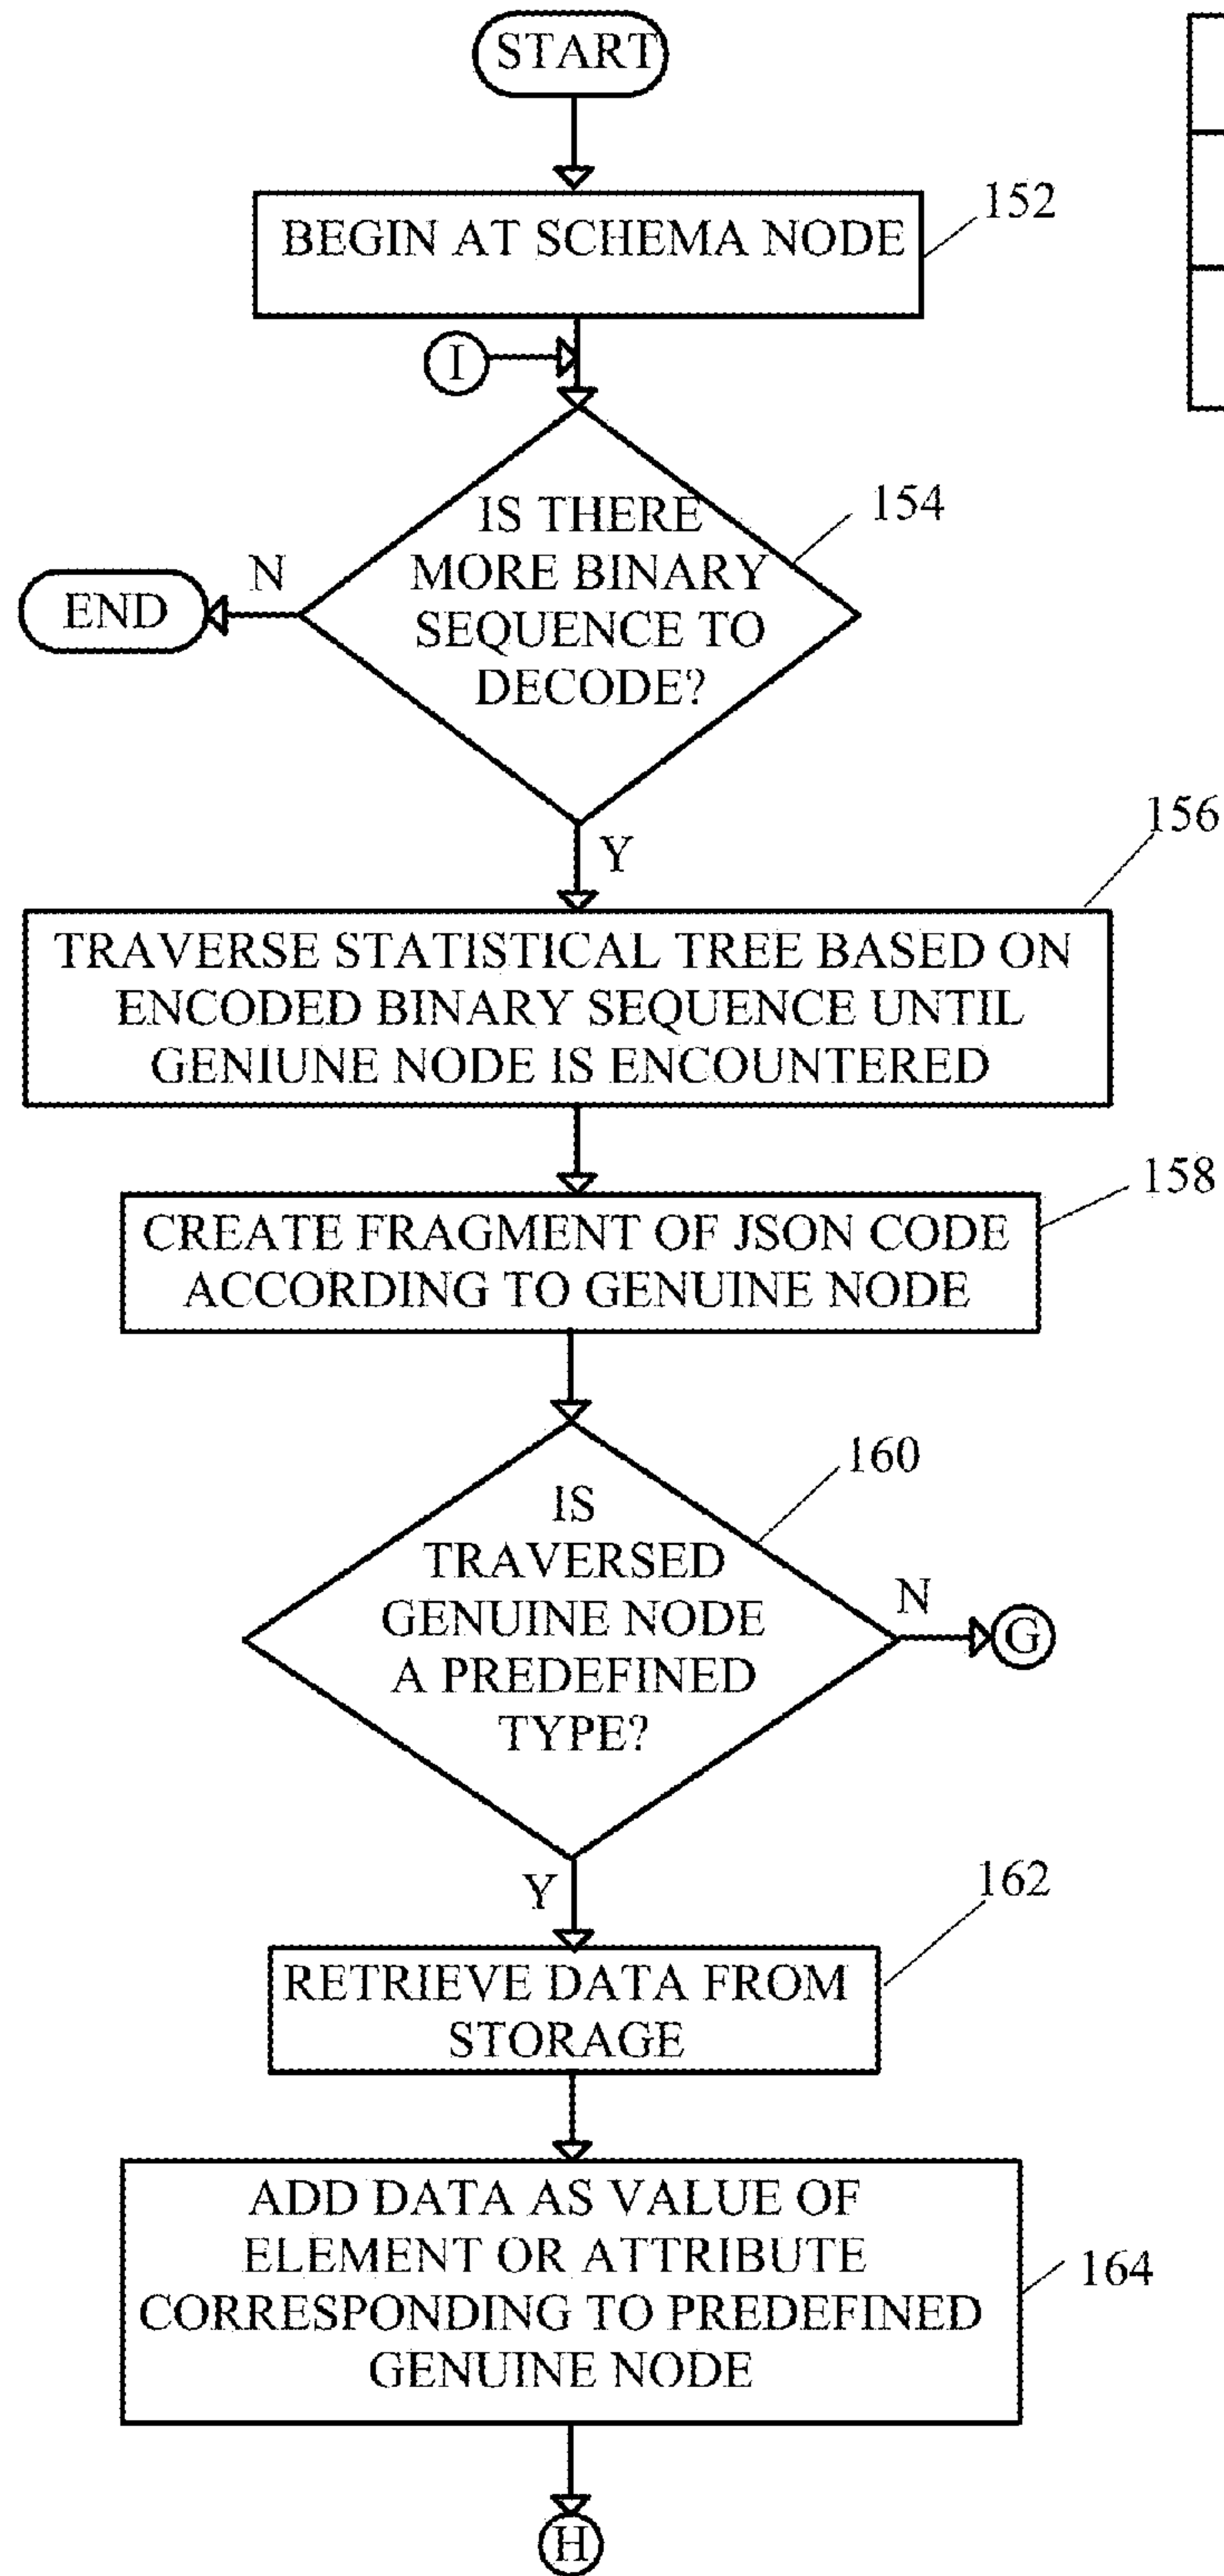 START
BEGIN AT SCHEMA NODE
152
I
IS THERE
MORE BINARY
SEQUENCE TO
DECODE?
154
N
END
Y
156
TRAVERSE STATISTICAL TREE BASED ON
ENCODED BINARY SEQUENCE UNTIL
GENIUNE NODE IS ENCOUNTERED
158
CREATE FRAGMENT OF JSON CODE
ACCORDING TO GENUINE NODE
160
IS
TRAVERSED
GENUINE NODE
A PREDEFINED
TYPE?
N
G
Y
162
RETRIEVE DATA FROM
STORAGE
ADD DATA AS VALUE OF
ELEMENT OR ATTRIBUTE
CORRESPONDING TO PREDEFINED
GENUINE NODE
164
H